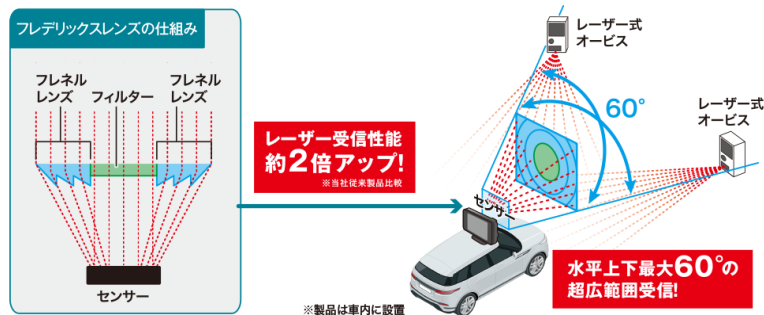 フレデリックスレンズの仕組み
フレネル
レンズ
フィルター
フレネル
レンズ
センサー
レーザー受信性能
約2倍アップ!
※当社従来製品比較
レーザー式
オービス
60°
レーザー式
オービス
センサー
水平上下最大60°の
超広範囲受信!
※製品は車内に設置